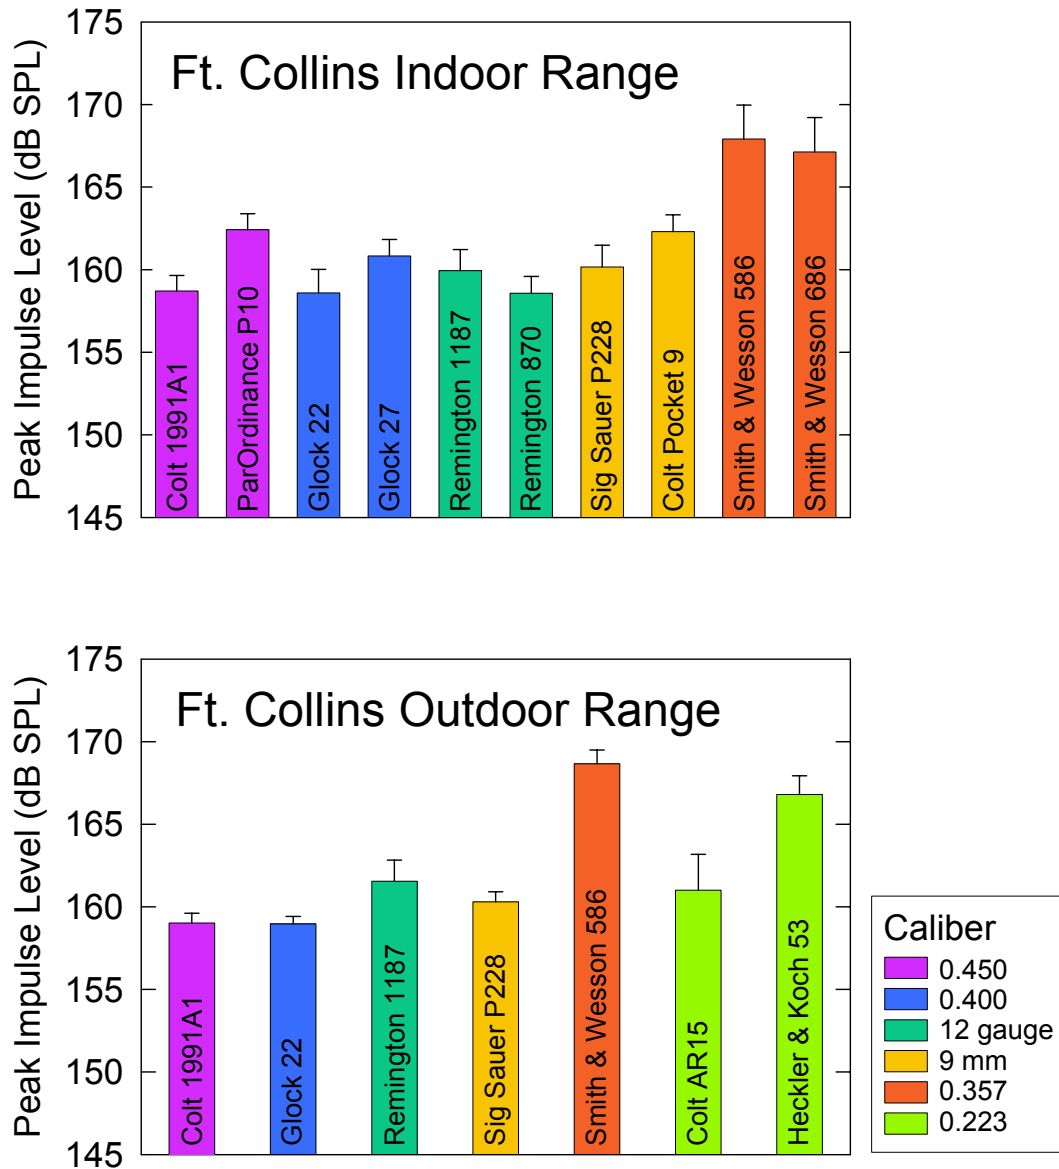 Ft. Collins Indoor Range
Peak Impulse Level (dB SPL)
175
170
165
160
155
150
145
Colt 1991A1
ParOrdinance P10
Glock 22
Glock 27
Remington 1187
Remington 870
Sig Sauer P228
Colt Pocket 9
Smith & Wesson 586
Smith & Wesson 686
Ft. Collins Outdoor Range
Peak Impulse Level (dB SPL)
175
170
165
160
155
150
145
Colt 1991A1
Glock 22
Remington 1187
Sig Sauer P228
Smith & Wesson 586
Colt AR15
Heckler & Koch 53
Caliber
0.450
0.400
12 gauge
9 mm
0.357
0.223